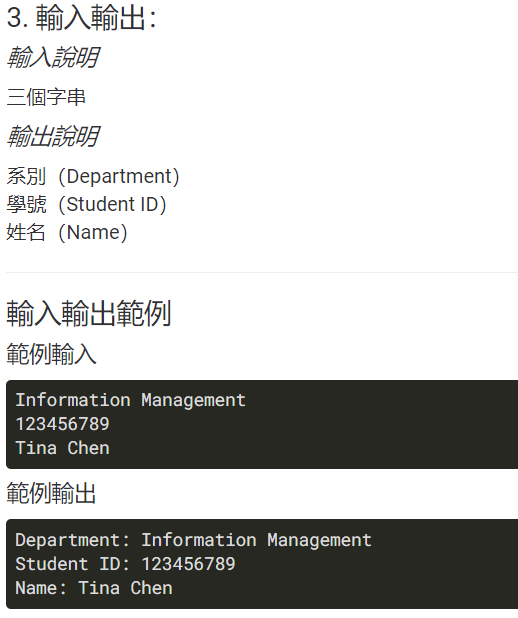 3. 輸入輸出:
輸入說明
三個字串
輸出說明
系別（Department）
學號（Student ID）
姓名（Name）
輸入輸出範例
範例輸入
Information Management
123456789
Tina Chen
範例輸出
Department: Information Management
Student ID: 123456789
Name: Tina Chen